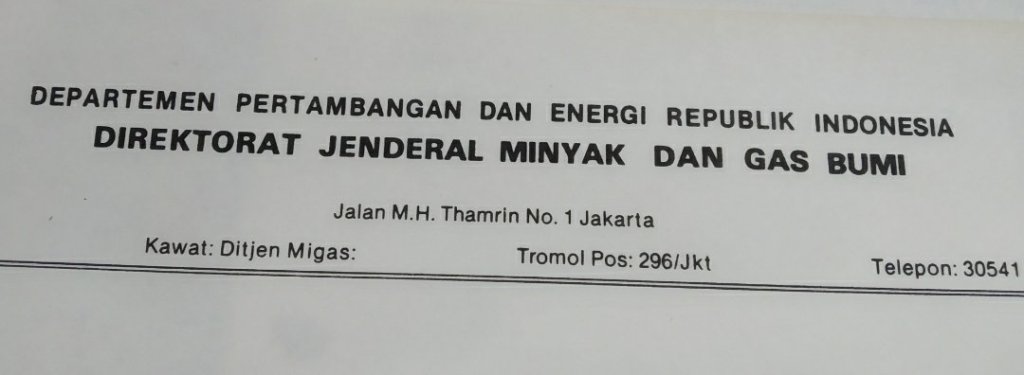 DEPARTEMEN PERTAMBANGAN DAN ENERGI REPUBLIK INDONESIA
DIREKTORAT JENDERAL MINYAK DAN GAS BUMI
Jalan M.H. Thamrin No. 1 Jakarta
Kawat: Ditjen Migas: Tromol Pos: 296/Jkt Telepon: 30541